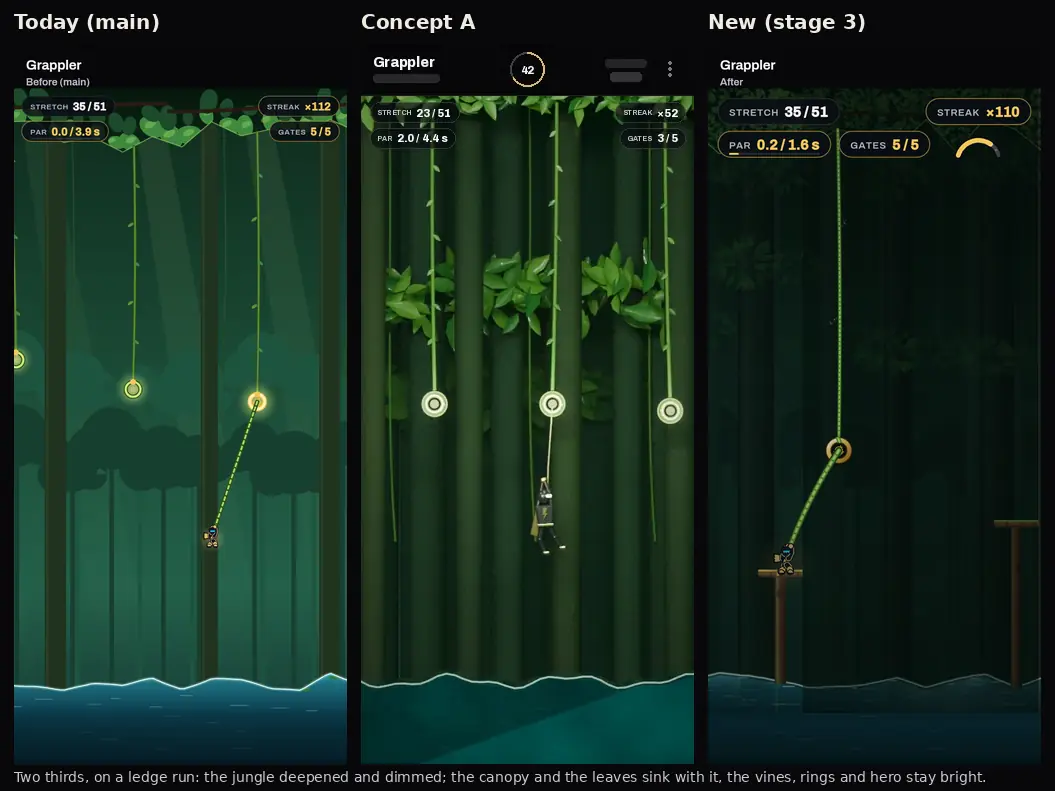 Today (main)
Concept A
New (stage 3)
Grappler
Before (main)
STRETCH 35/51
STREAK ×112
PAR 0.0/3.9 s
GATES 5/5
Grappler
42
STRETCH 23/51
STREAK ×52
PAR 2.0/4.4 s
GATES 3/5
Grappler
After
STRETCH 35/51
STREAK ×110
PAR 0.2/1.6 s
GATES 5/5
Two thirds, on a ledge run: the jungle deepened and dimmed; the canopy and the leaves sink with it, the vines, rings and hero stay bright.